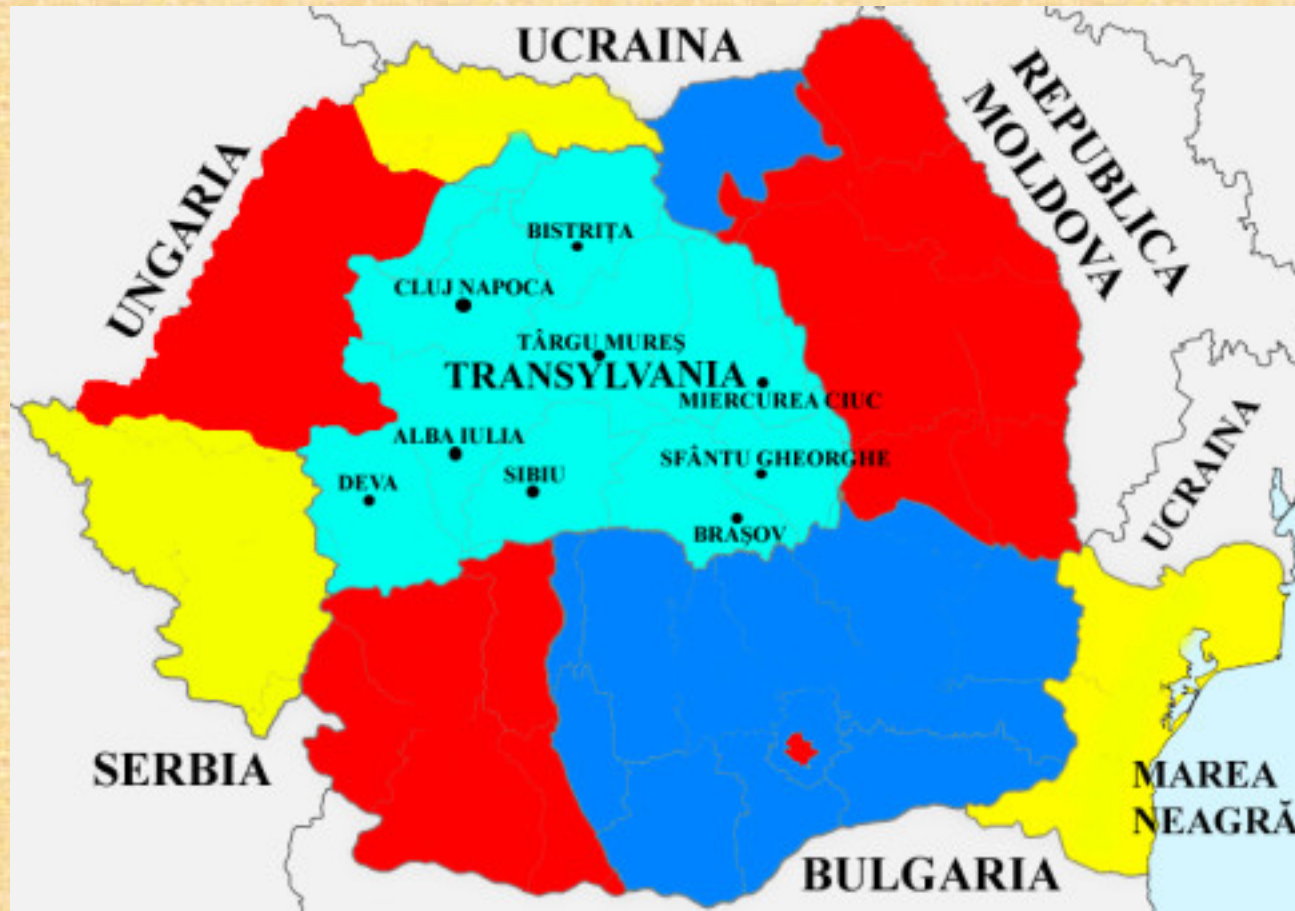 UCRAINA
REPUBLICA
MOLDOVA
UNGARIA
BISTRIȚA
CLUJ NAPOCA
TÂRGU MUREȘ
TRANSYLVANIA
MIERCUREA CIUC
ALBA IULIA
SFÂNTU GHEORGHE
DEVA
SIBIU
BRAȘOV
UCRAINA
SERBIA
MAREA
NEAGRĂ
BULGARIA